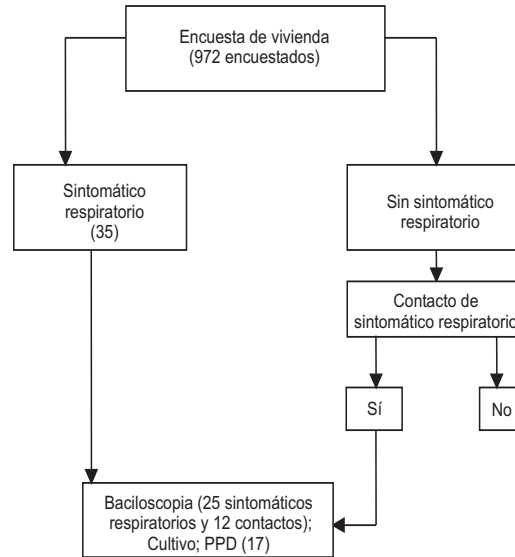 Encuesta de vivienda
(972 encuestados)
Sintomático
respiratorio
(35)
Sin sintomático
respiratorio
Contacto de
sintomático respiratorio
Sí
No
Baciloscopia (25 sintomáticos
respiratorios y 12 contactos);
Cultivo; PPD (17)